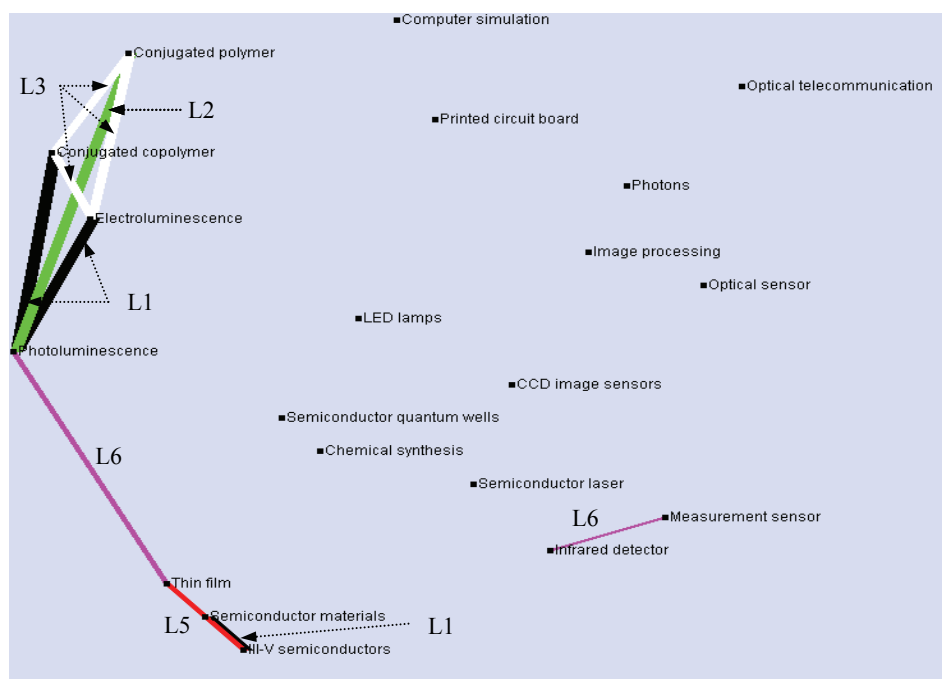 Computer simulation
Conjugated polymer
L3
Optical telecommunication
L2
Printed circuit board
Conjugated copolymer
Photons
Electroluminescence
Image processing
Optical sensor
L1
LED lamps
Photoluminescence
CCD image sensors
Semiconductor quantum wells
L6
Chemical synthesis
Semiconductor laser
L6
Measurement sensor
Infrared detector
Thin film
Semiconductor materials
L5
L1
III-V semiconductors